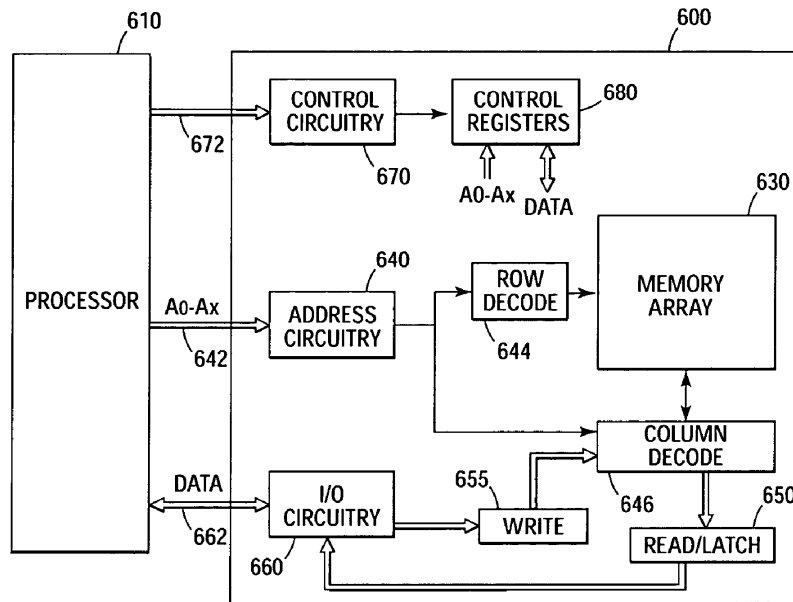 610
600
CONTROL
CIRCUITRY
CONTROL
REGISTERS
680
672
670
A0-Ax
DATA
630
640
PROCESSOR
A0-Ax
ADDRESS
CIRCUITRY
ROW
DECODE
MEMORY
ARRAY
642
644
COLUMN
DECODE
DATA
I/O
CIRCUITRY
655
WRITE
646
650
662
660
READ/LATCH